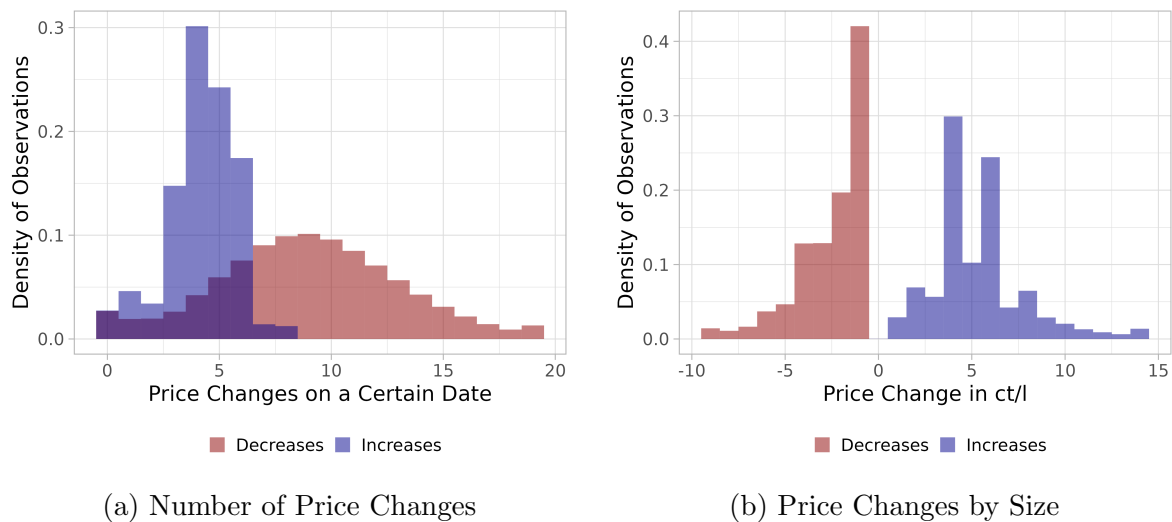 0.3
0.2
0.1
0.0
Density of Observations
0 5 10 15 20
Price Changes on a Certain Date
Decreases Increases
(a) Number of Price Changes
0.4
0.3
0.2
0.1
0.0
Density of Observations
-10 -5 0 5 10 15
Price Change in ct/l
Decreases Increases
(b) Price Changes by Size